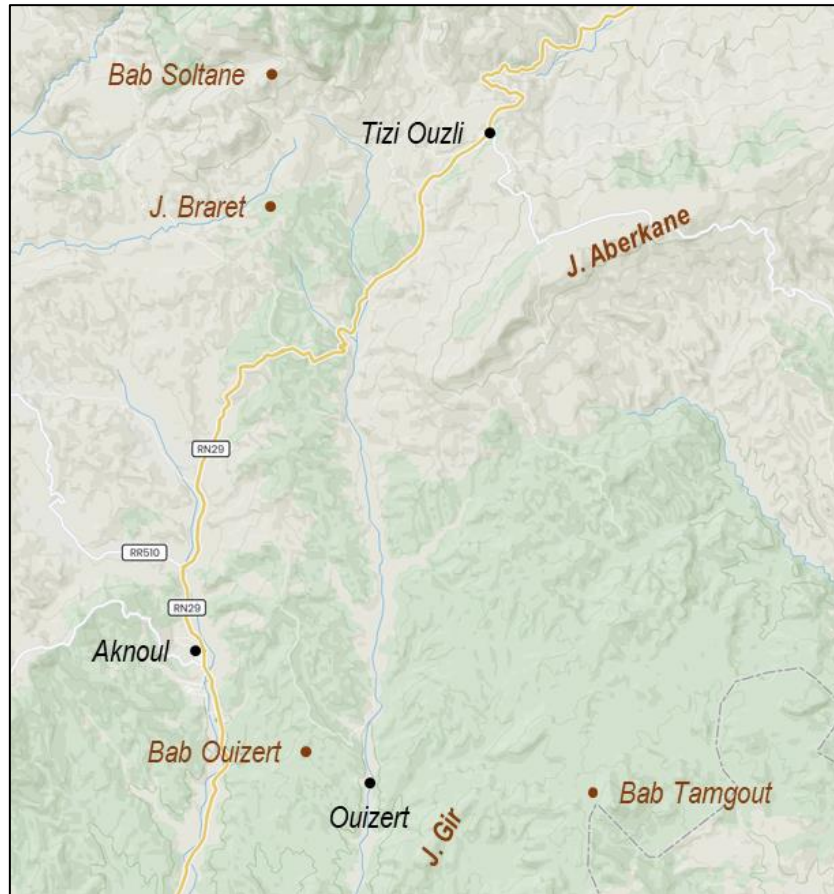 Bab Soltane
Tizi Ouzli
J. Braret
J. Aberkane
RN29
RR510
RN29
Aknoul
Bab Ouizert
Bab Tamgout
Ouizert
J. Gir